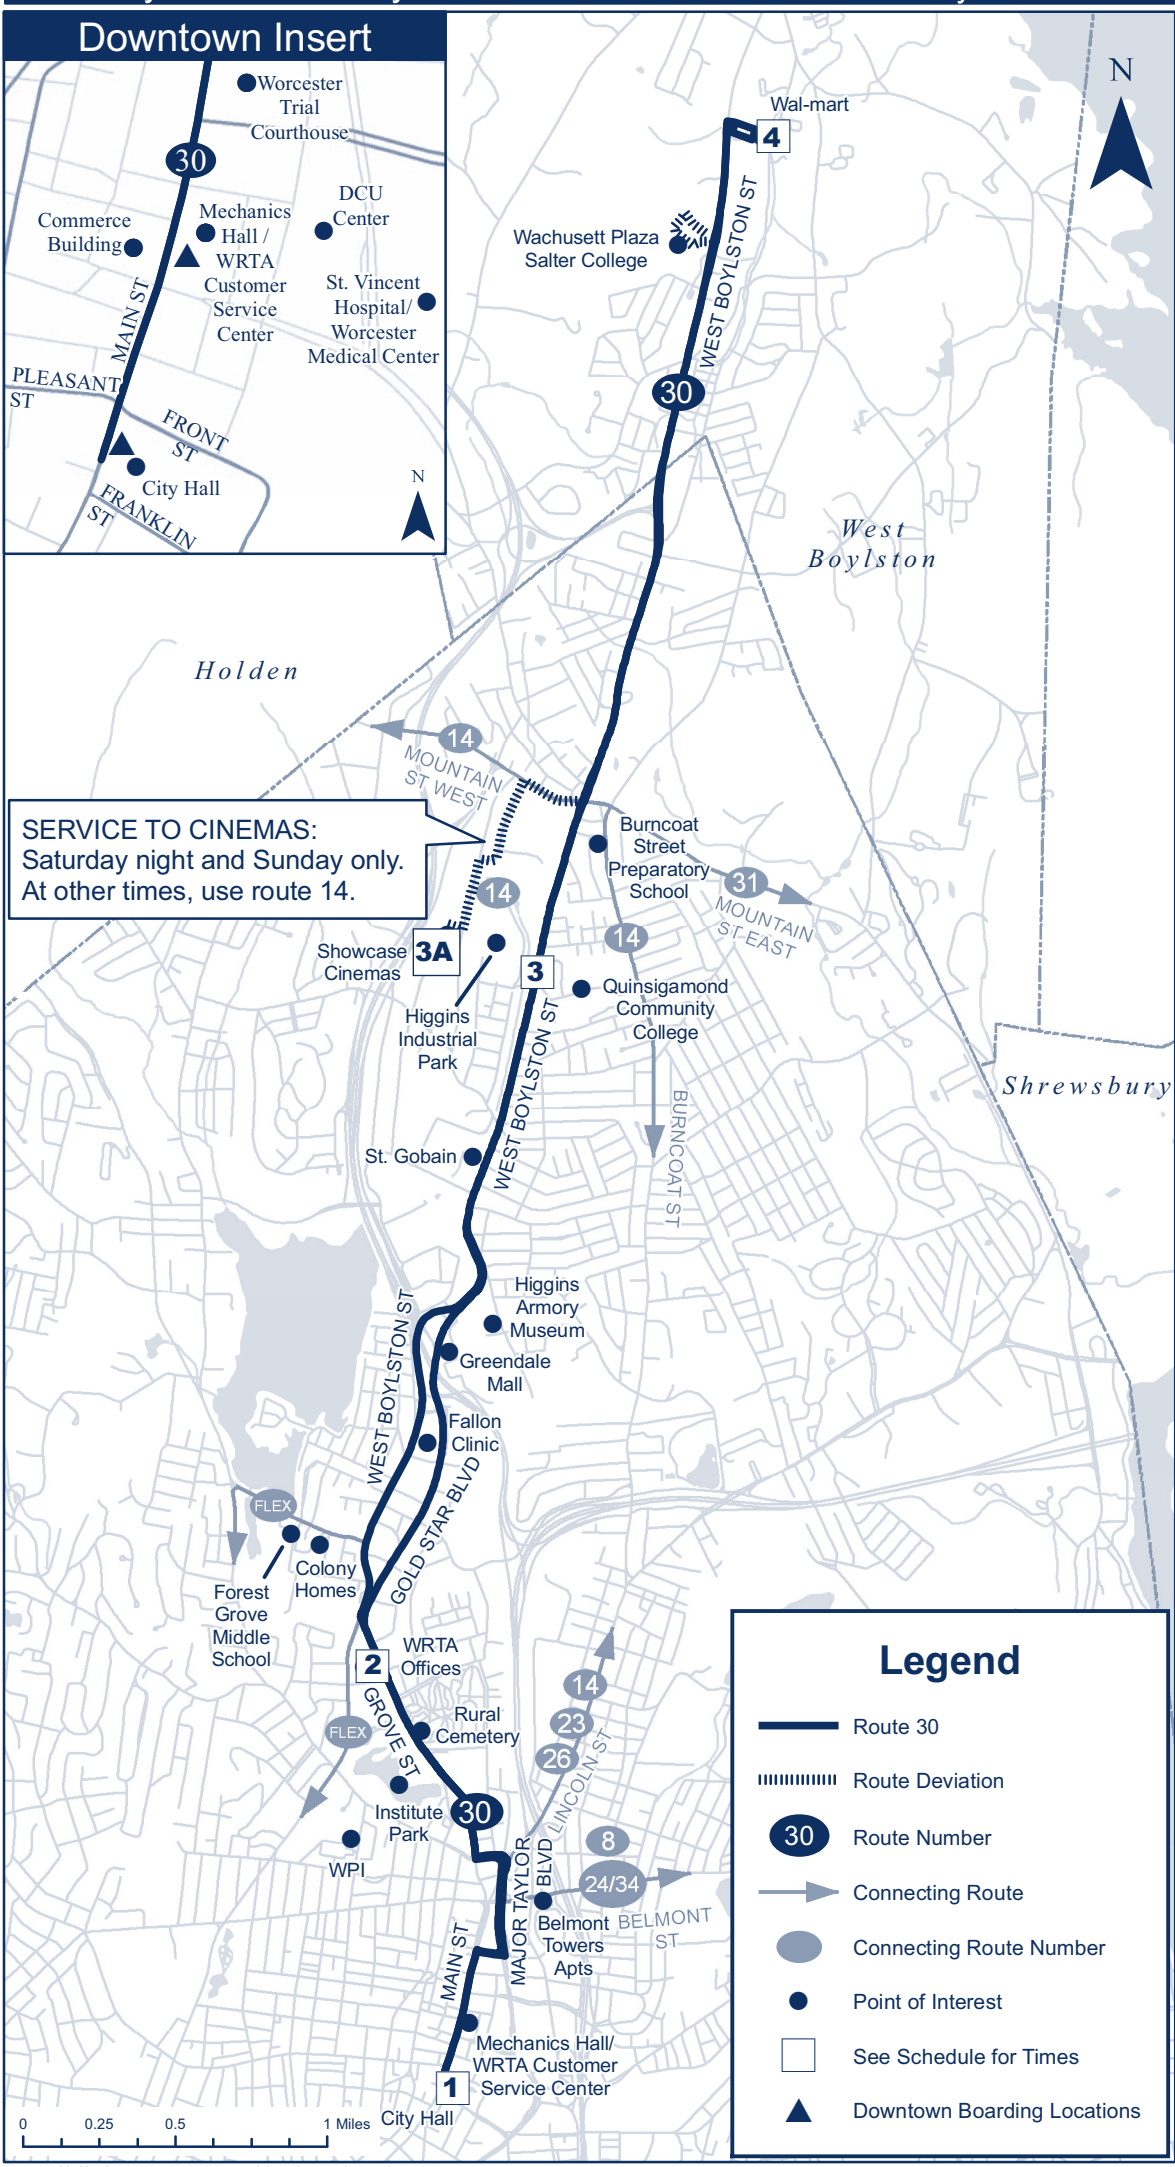 Downtown Insert
Worcester
Trial
Courthouse
30
DCU
Center
Commerce
Building
Mechanics
Hall /
WRTA
Customer
Service
Center
St. Vincent
Hospital/
Worcester
Medical Center
MAIN ST
PLEASANT
ST
FRONT
ST
City Hall
FRANKLIN
ST
N
N
Wal-mart
4
Wachusett Plaza
Salter College
WEST BOYLSTON ST
30
West
Boylston
Holden
14
MOUNTAIN
ST WEST
SERVICE TO CINEMAS:
Saturday night and Sunday only.
At other times, use route 14.
Burncoat
Street
Preparatory
School
31
MOUNTAIN
ST EAST
14
14
Showcase
Cinemas
3A
3
Higgins
Industrial
Park
Quinsigamond
Community
College
WEST BOYLSTON ST
Shrewsbury
BURNCOAT ST
St. Gobain
Higgins
Armory
Museum
WEST BOYLSTON ST
Greendale
Mall
Fallon
Clinic
GOLD STAR BLVD
FLEX
Colony
Homes
Forest
Grove
Middle
School
2
WRTA
Offices
GROVE ST
FLEX
Rural
Cemetery
14
23
26
LINCOLN ST
Institute
Park
30
WPI
8
24/34
MAJOR TAYLOR
BLVD
BELMONT
ST
Belmont
Towers
Apts
MAIN ST
Mechanics Hall/
WRTA Customer
Service Center
1
City Hall
0 0.25 0.5 1 Miles
Legend
Route 30
Route Deviation
30 Route Number
Connecting Route
Connecting Route Number
Point of Interest
See Schedule for Times
Downtown Boarding Locations